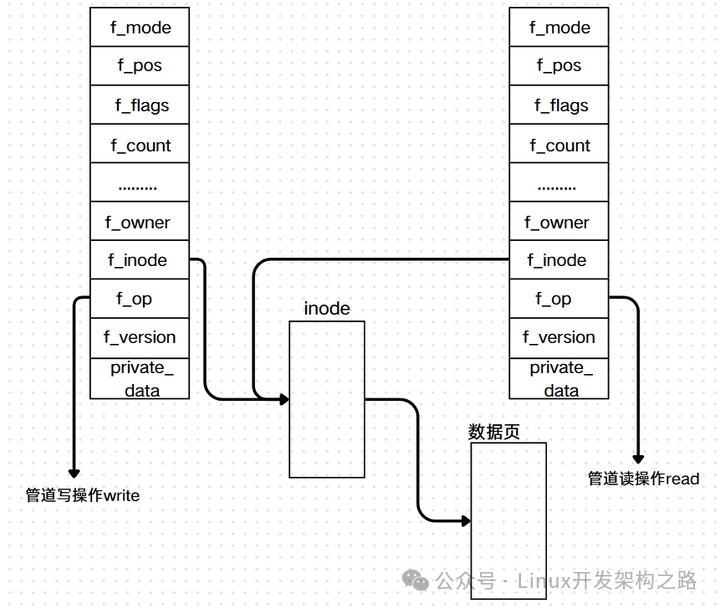 f_mode
f_pos
f_flags
f_count
.........
f_owner
f_inode
f_op
f_version
private_
data
管道写操作write
inode
数据页
f_mode
f_pos
f_flags
f_count
.........
f_owner
f_inode
f_op
f_version
private_
data
管道读操作read
公众号·Linux开发架构之路